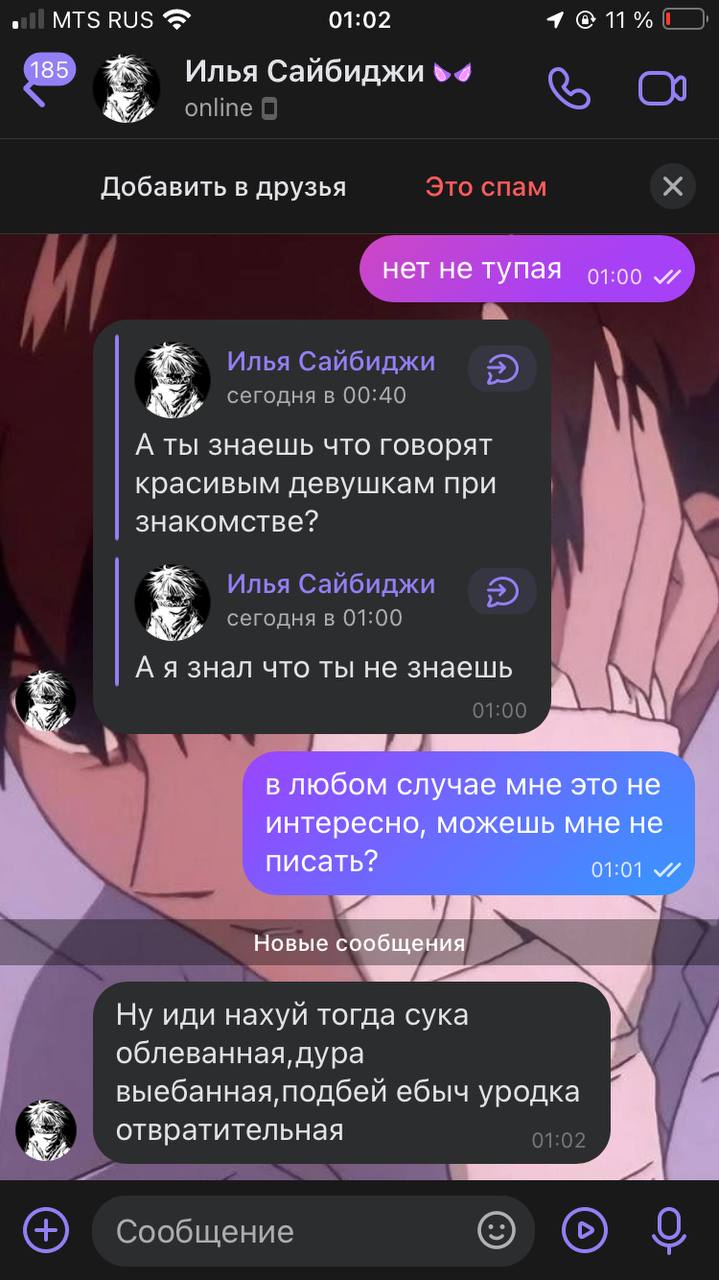 MTS RUS 01:02 11 %
185
Илья Сайбиджи
online
Добавить в друзья Это спам
нет не тупая 01:00
Илья Сайбиджи
сегодня в 00:40
А ты знаешь что говорят
красивым девушкам при
знакомстве?
Илья Сайбиджи
сегодня в 01:00
А я знал что ты не знаешь
01:00
в любом случае мне это не
интересно, можешь мне не
писать? 01:01
Новые сообщения
Ну иди нахуй тогда сука
облеванная,дура
выебанная,подбей ебыч уродка
отвратительная 01:02
Сообщение